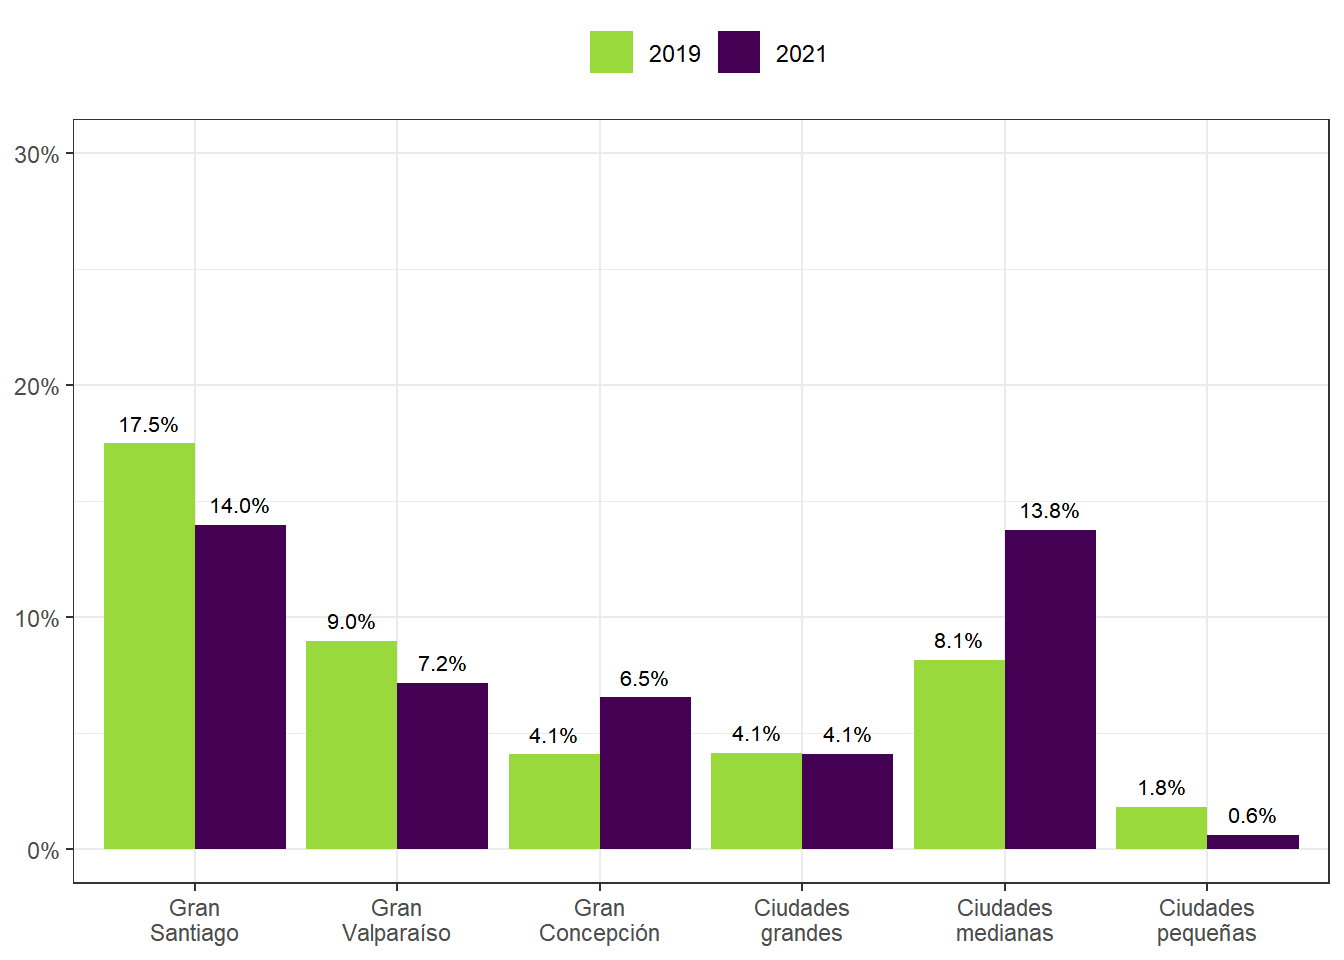 2019 2021
30%
20%
10%
0%
17.5%
14.0%
9.0%
7.2%
4.1%
6.5%
4.1%
4.1%
8.1%
13.8%
1.8%
0.6%
Gran
Santiago
Gran
Valparaíso
Gran
Concepción
Ciudades
grandes
Ciudades
medianas
Ciudades
pequeñas